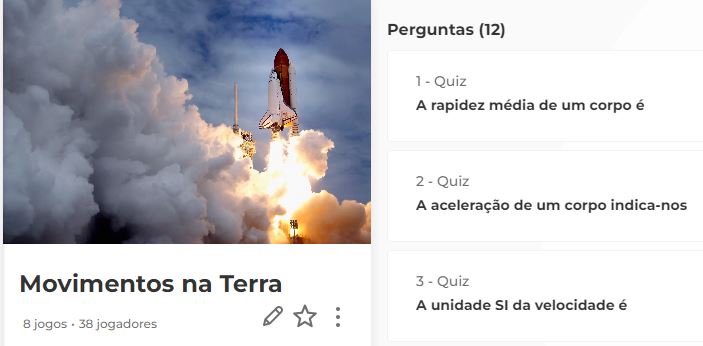 Movimentos na Terra
8 jogos • 38 jogadores
Perguntas (12)
1 - Quiz
A rapidez média de um corpo é
2 - Quiz
A aceleração de um corpo indica-nos
3 - Quiz
A unidade SI da velocidade é